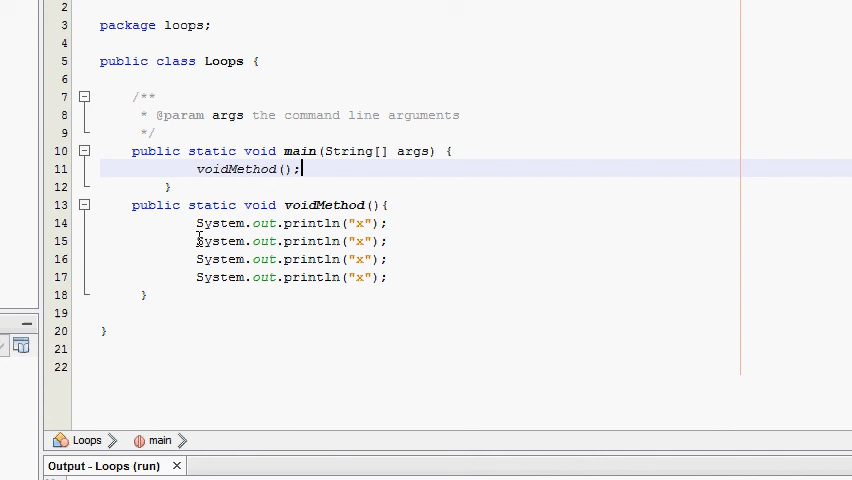 2
3 package loops;
4
5 public class Loops {
6
7 /**
8 * @param args the command line arguments
9 */
10 public static void main(String[] args) {
11 voidMethod();
12 }
13 public static void voidMethod(){
14 System.out.println("x");
15 System.out.println("x");
16 System.out.println("x");
17 System.out.println("x");
18 }
19
20 }
21
22
Loops main
Output - Loops (run) ×